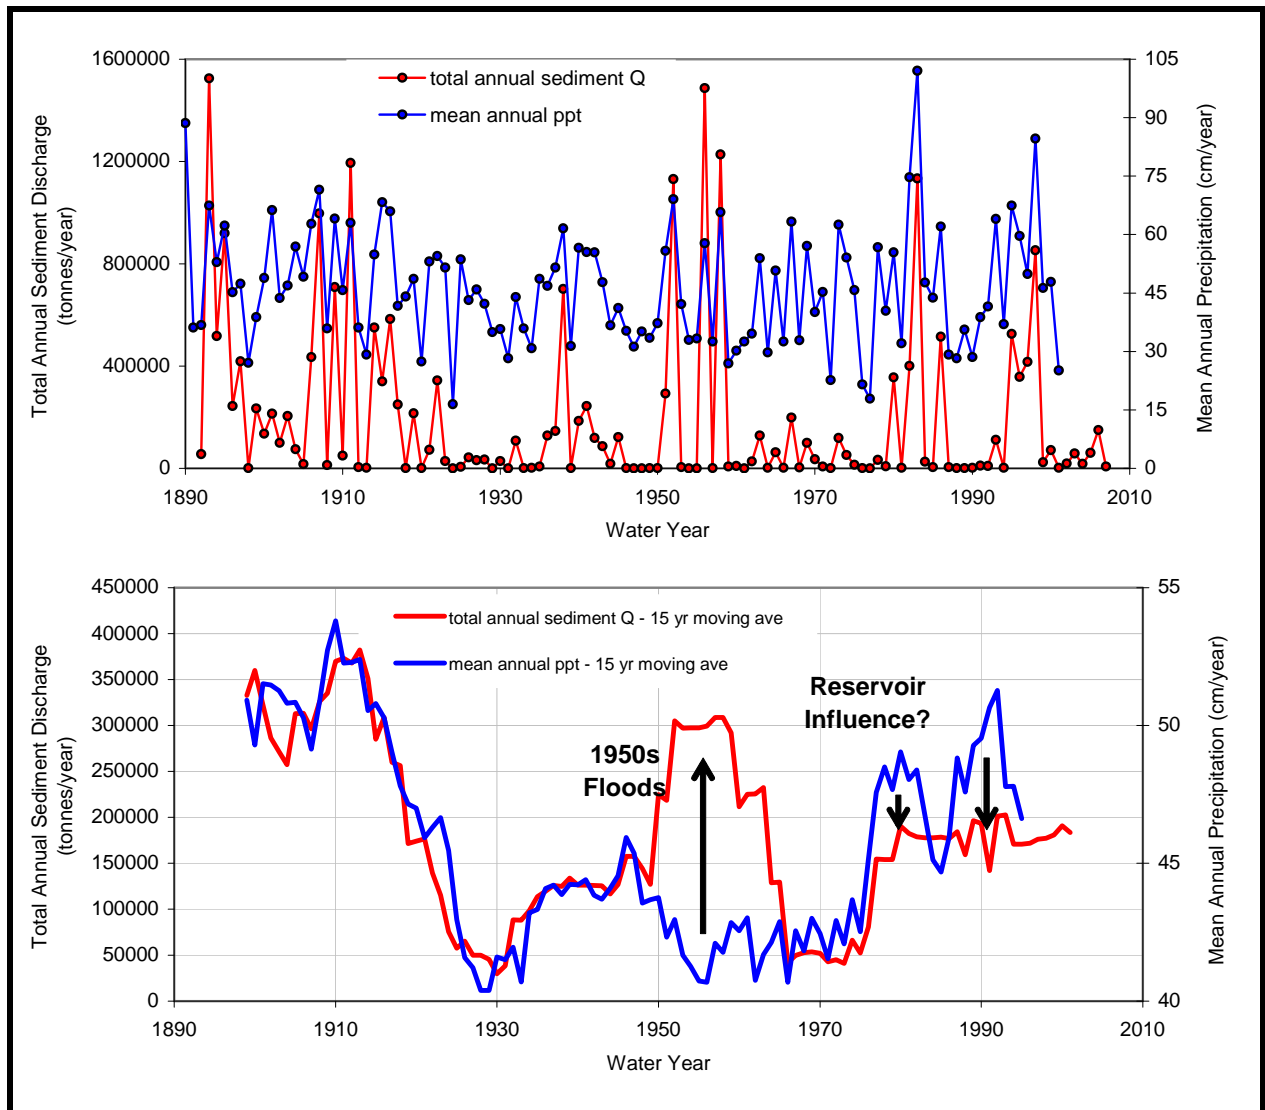 total annual sediment Q
mean annual ppt
Total Annual Sediment Discharge
(tonnes/year)
1600000
1200000
800000
400000
0
105
90
75
60
45
30
15
0
Mean Annual Precipitation (cm/year)
1890 1910 1930 1950 1970 1990 2010
Water Year
total annual sediment Q - 15 yr moving ave
mean annual ppt - 15 yr moving ave
Reservoir
Influence?
1950s
Floods
Total Annual Sediment Discharge
(tonnes/year)
450000
400000
350000
300000
250000
200000
150000
100000
50000
0
55
50
45
40
Mean Annual Precipitation (cm/year)
1890 1910 1930 1950 1970 1990 2010
Water Year